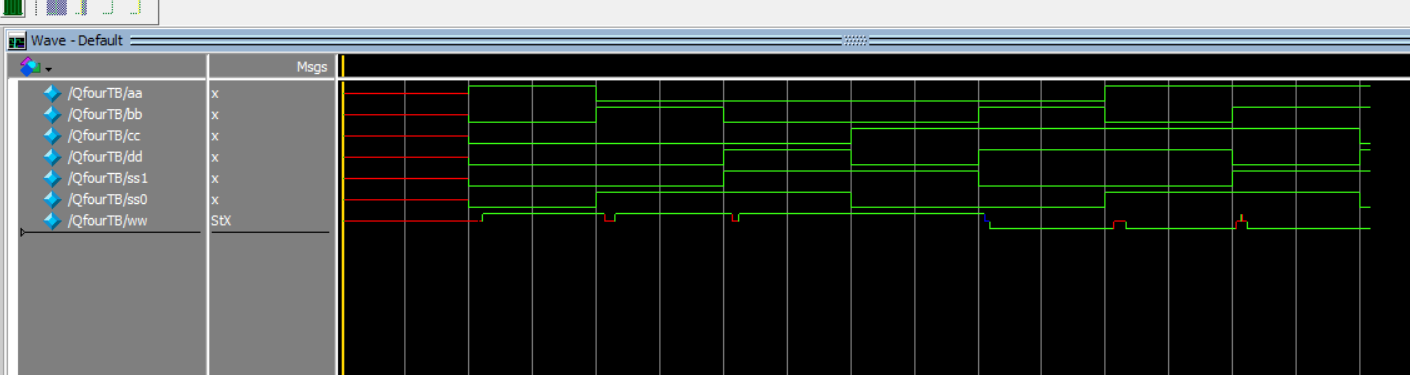 Wave - Default
Msgs
/QfourTB/aa x
/QfourTB/bb x
/QfourTB/cc x
/QfourTB/dd x
/QfourTB/ss1 x
/QfourTB/ss0 x
/QfourTB/ww StX